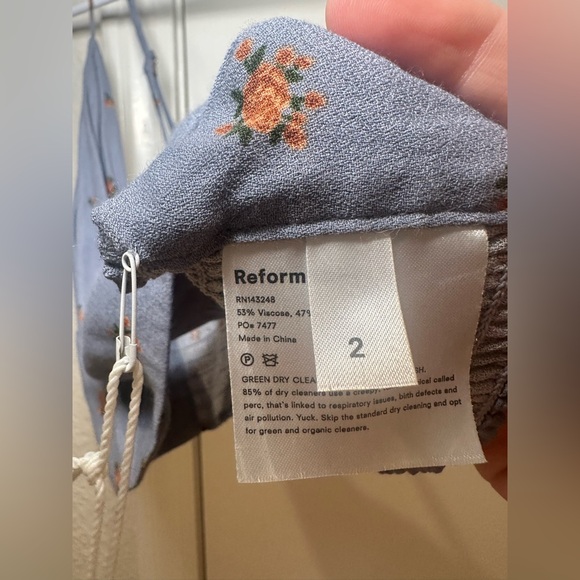 Reform
RN143248
53% Viscose, 47%
PO# 7477
Made in China
P
2
GREEN DRY CLEA
85% of dry cleaners use a creepy ical called
perc, that's linked to respiratory issues, birth defects and
air pollution. Yuck. Skip the standard dry cleaning and opt
for green and organic cleaners.